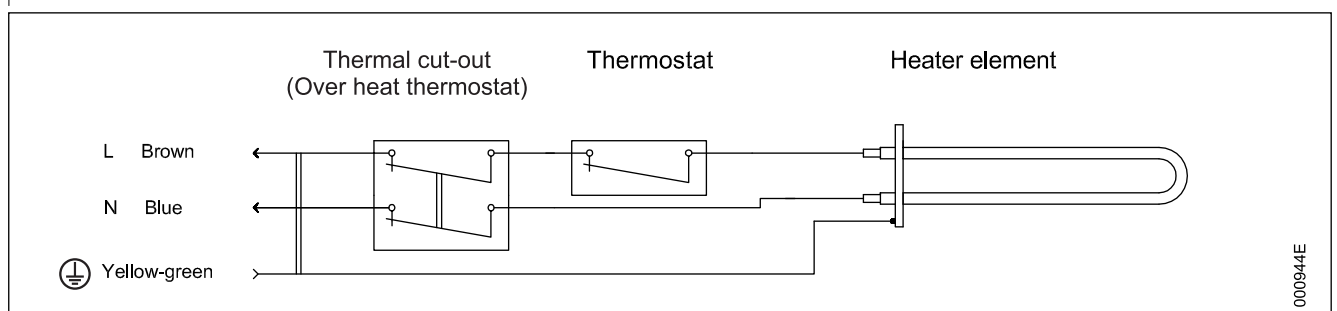 Thermal cut-out
(Over heat thermostat)
Thermostat
Heater element
L Brown
N Blue
Yellow-green
000944E